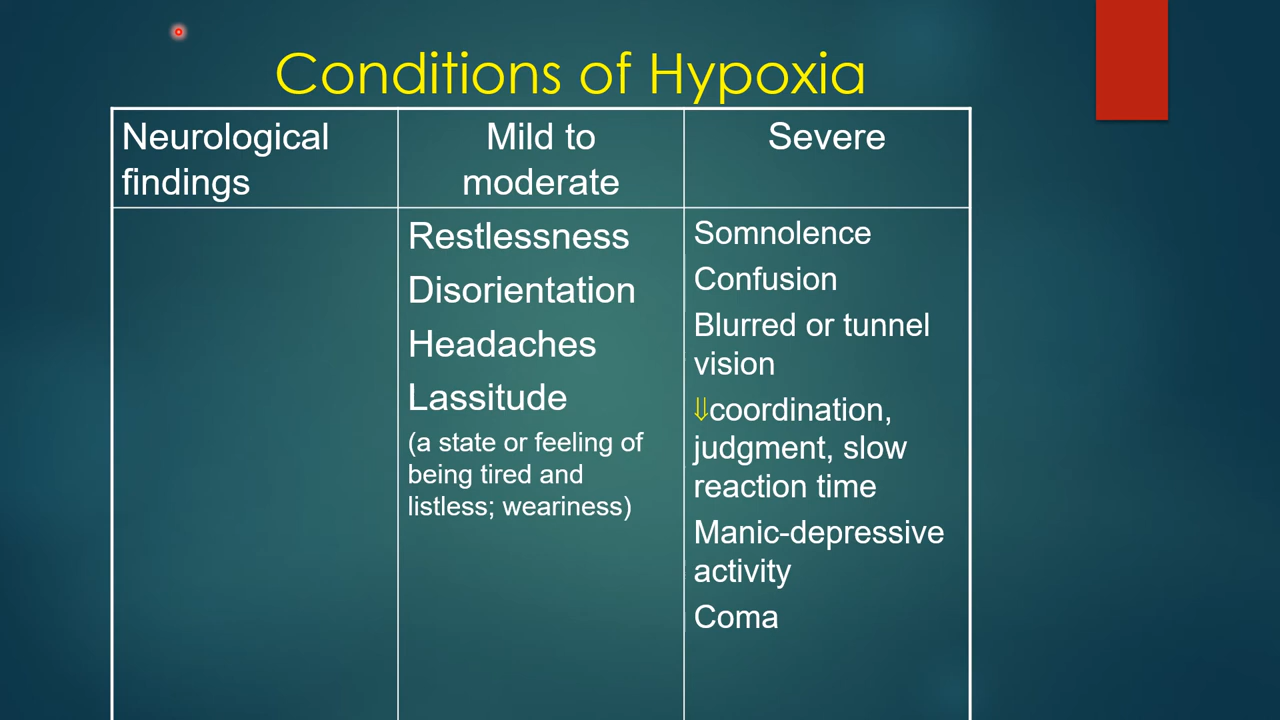 Conditions of Hypoxia
Neurological
findings
Mild to
moderate
Severe
Restlessness
Disorientation
Headaches
Lassitude
(a state or feeling of
being tired and
listless; weariness)
Somnolence
Confusion
Blurred or tunnel
vision
⇓coordination,
judgment, slow
reaction time
Manic-depressive
activity
Coma